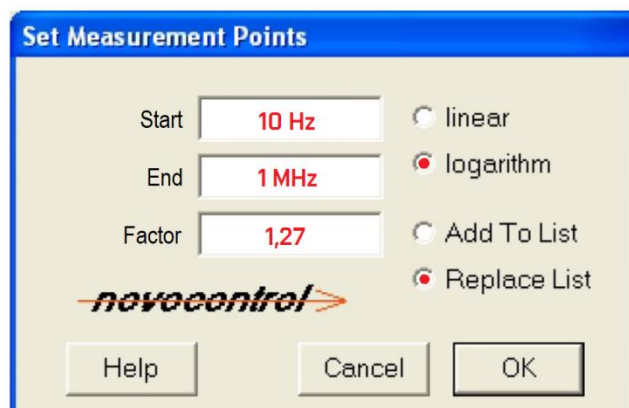 Set Measurement Points
Start 10 Hz linear
End 1 MHz logarithm
Factor 1,27 Add To List
Replace List
novocontrol
Help Cancel OK